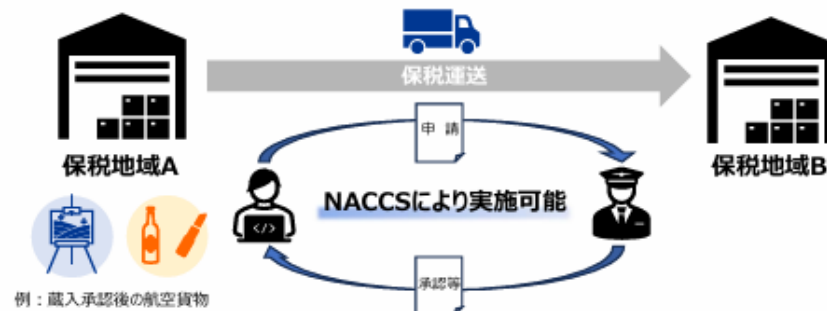 保税運送
申 請
保税地域A
保税地域B
NACCSにより実施可能
</>
承認等
例：蔵入承認後の航空貨物